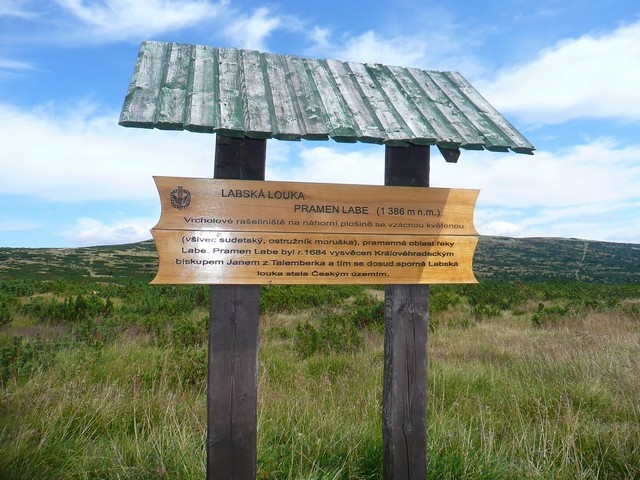 LABSKÁ LOUKA
PRAMEN LABE (1 386 m n.m.)
Vrcholové rašeliniště na náhorní plošině se vzácnou květenou
(všivec sudetský, ostružník moruška), pramenná oblast řeky
Labe. Pramen Labe byl r.1684 vysvěcen Královéhradeckým
biskupem Janem z Talemberka a tím se dosud sporná Labská
louka stala Českým územím.